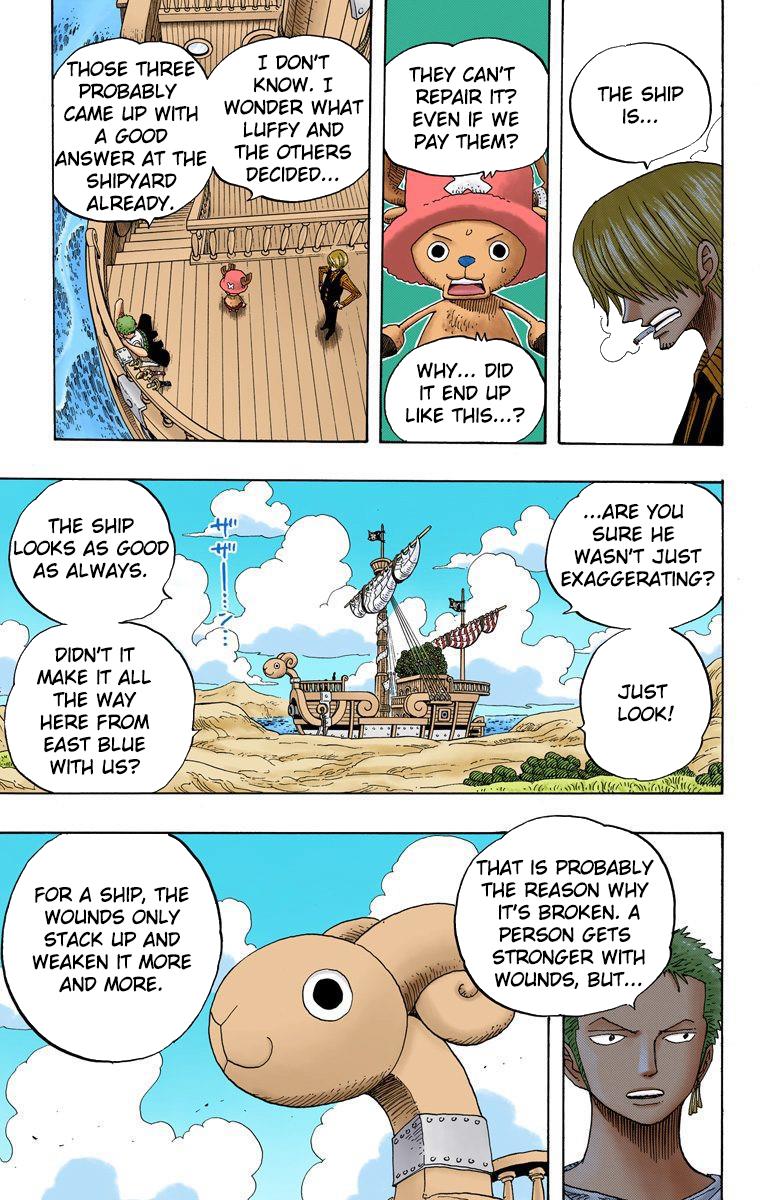 THE SHIP
IS...
THEY CAN'T
REPAIR IT?
EVEN IF WE
PAY THEM?
WHY... DID
IT END UP
LIKE THIS...?
I DON'T
KNOW. I
WONDER WHAT
LUFFY AND
THE OTHERS
DECIDED...
THOSE THREE
PROBABLY
CAME UP WITH
A GOOD
ANSWER AT THE
SHIPYARD
ALREADY.
...ARE YOU
SURE HE
WASN'T JUST
EXAGGERATING?
JUST
LOOK!
ザザー...ン...
THE SHIP
LOOKS AS GOOD
AS ALWAYS.
DIDN'T IT
MAKE IT ALL
THE WAY
HERE FROM
EAST BLUE
WITH US?
THAT IS PROBABLY
THE REASON WHY
IT'S BROKEN. A
PERSON GETS
STRONGER WITH
WOUNDS, BUT...
FOR A SHIP, THE
WOUNDS ONLY
STACK UP AND
WEAKEN IT MORE
AND MORE.